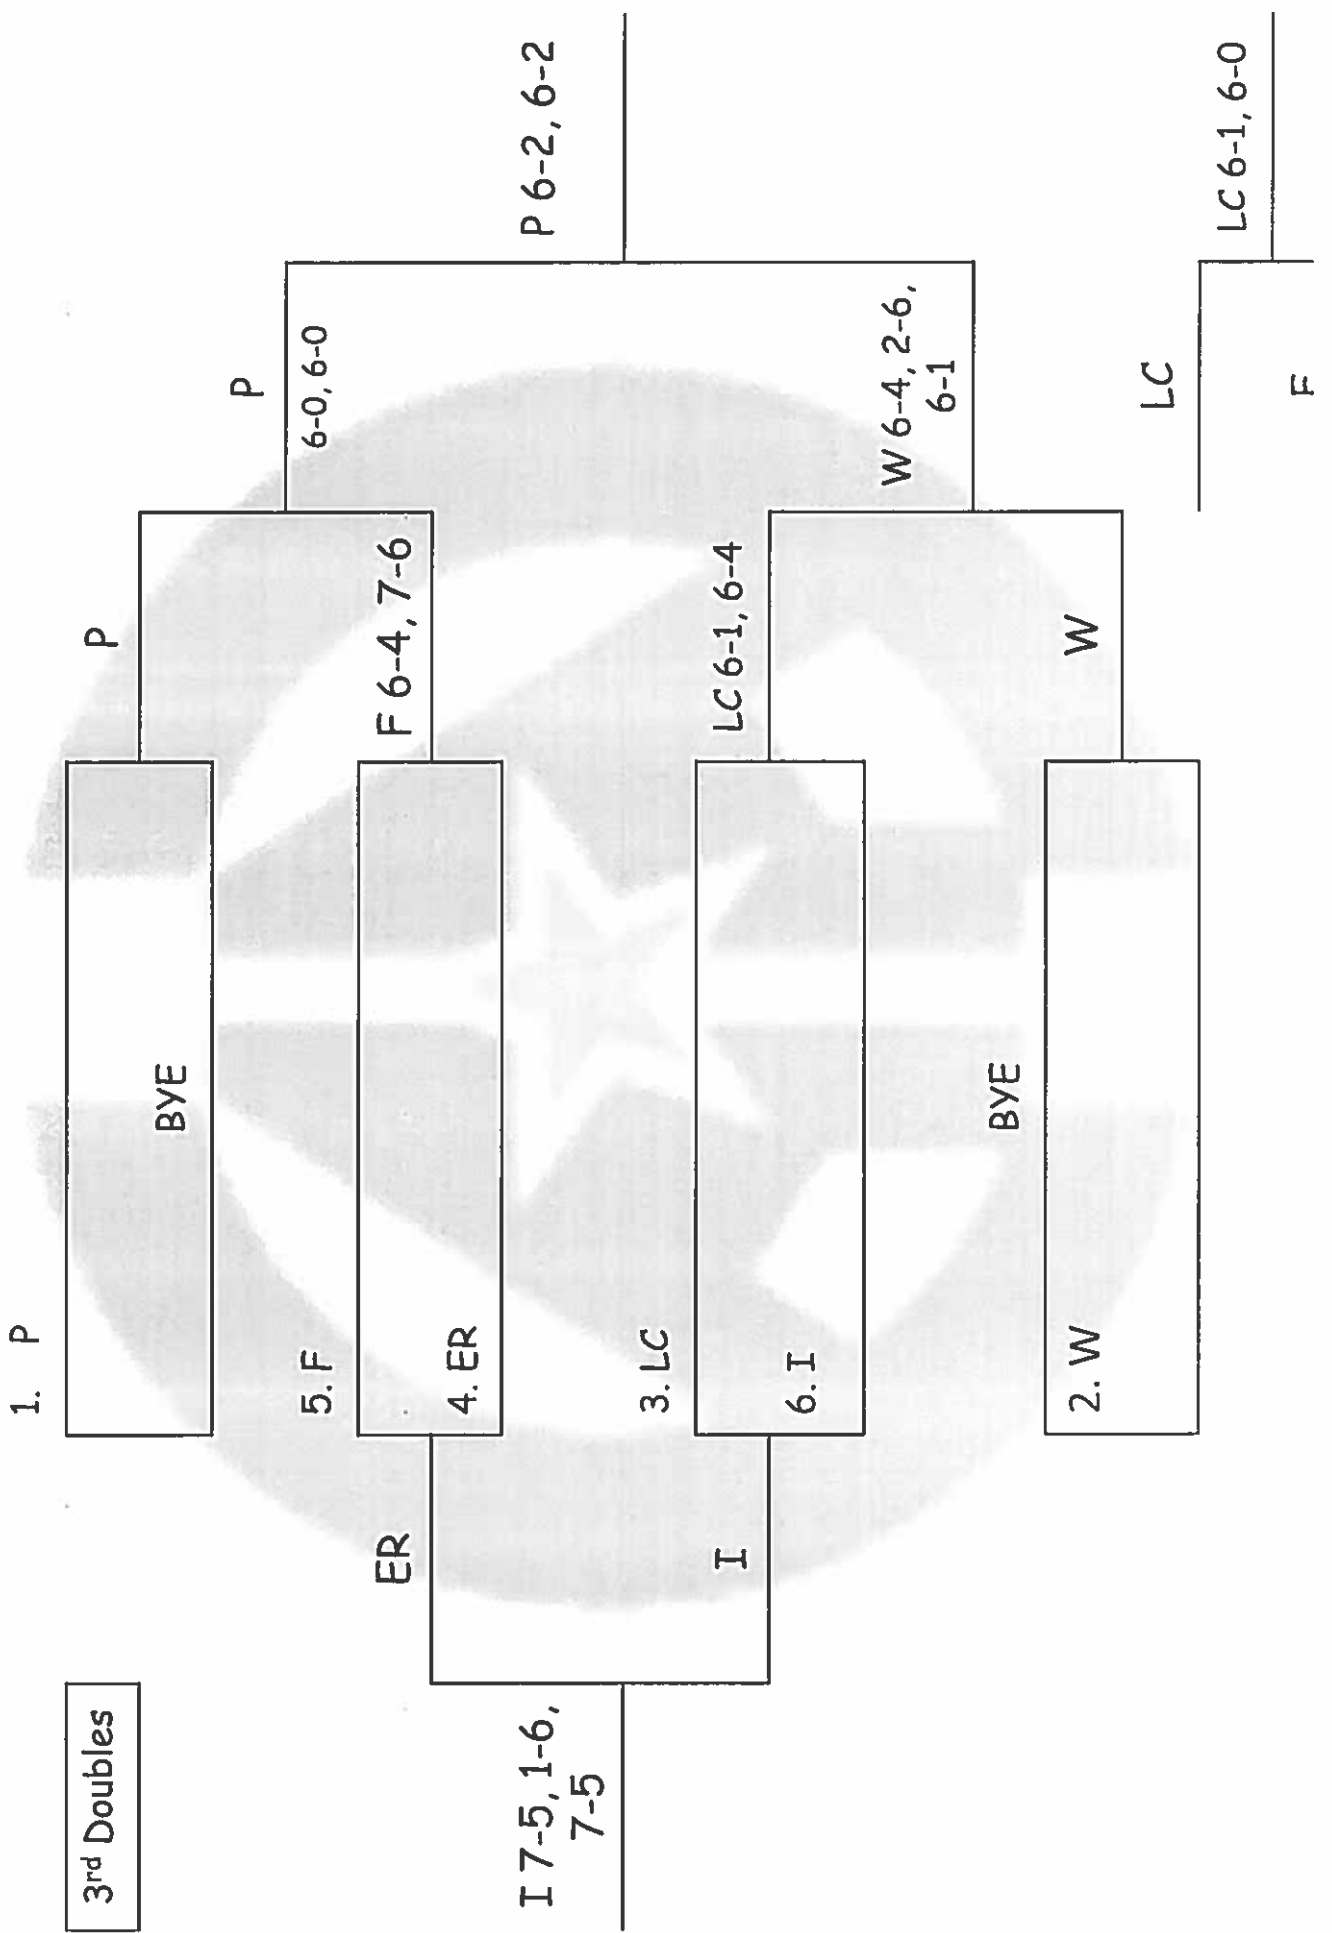 3rd Doubles
1. P
BYE
5. F
4. ER
3. LC
6. I
BYE
2. W
ER
I
I 7-5, 1-6,
7-5
P
F 6-4, 7-6
LC 6-1, 6-4
W
P
6-0, 6-0
W 6-4, 2-6,
6-1
P 6-2, 6-2
LC
F
LC 6-1, 6-0